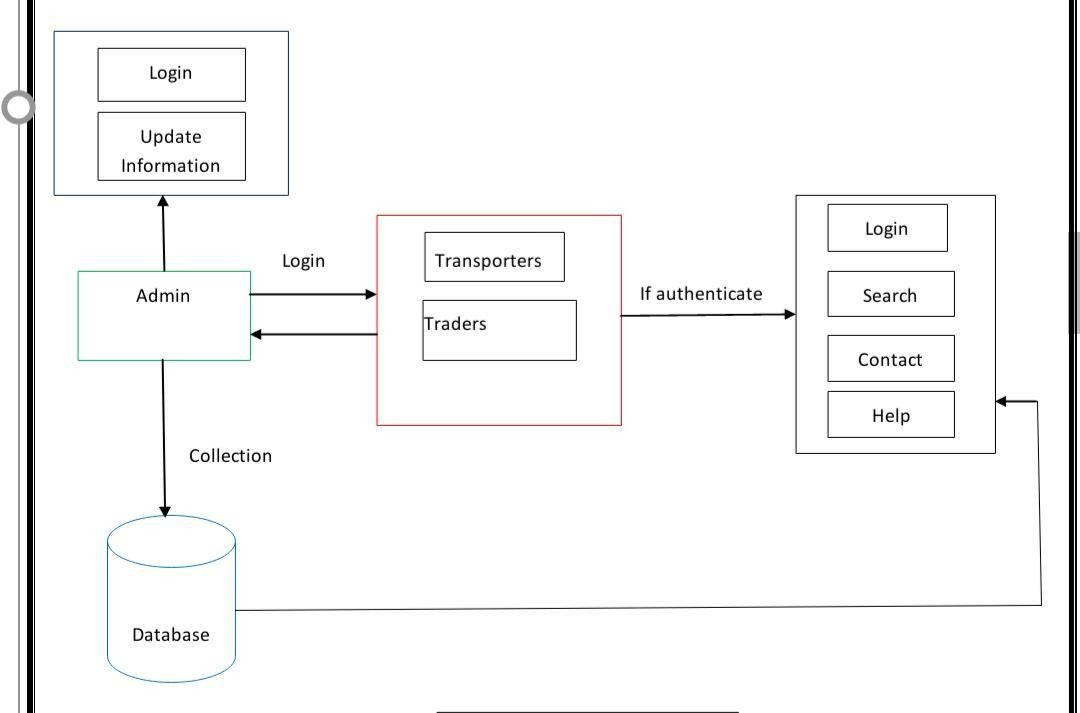 Login
Update
Information
Admin
Login
Transporters
Traders
If authenticate
Login
Search
Contact
Help
Collection
Database